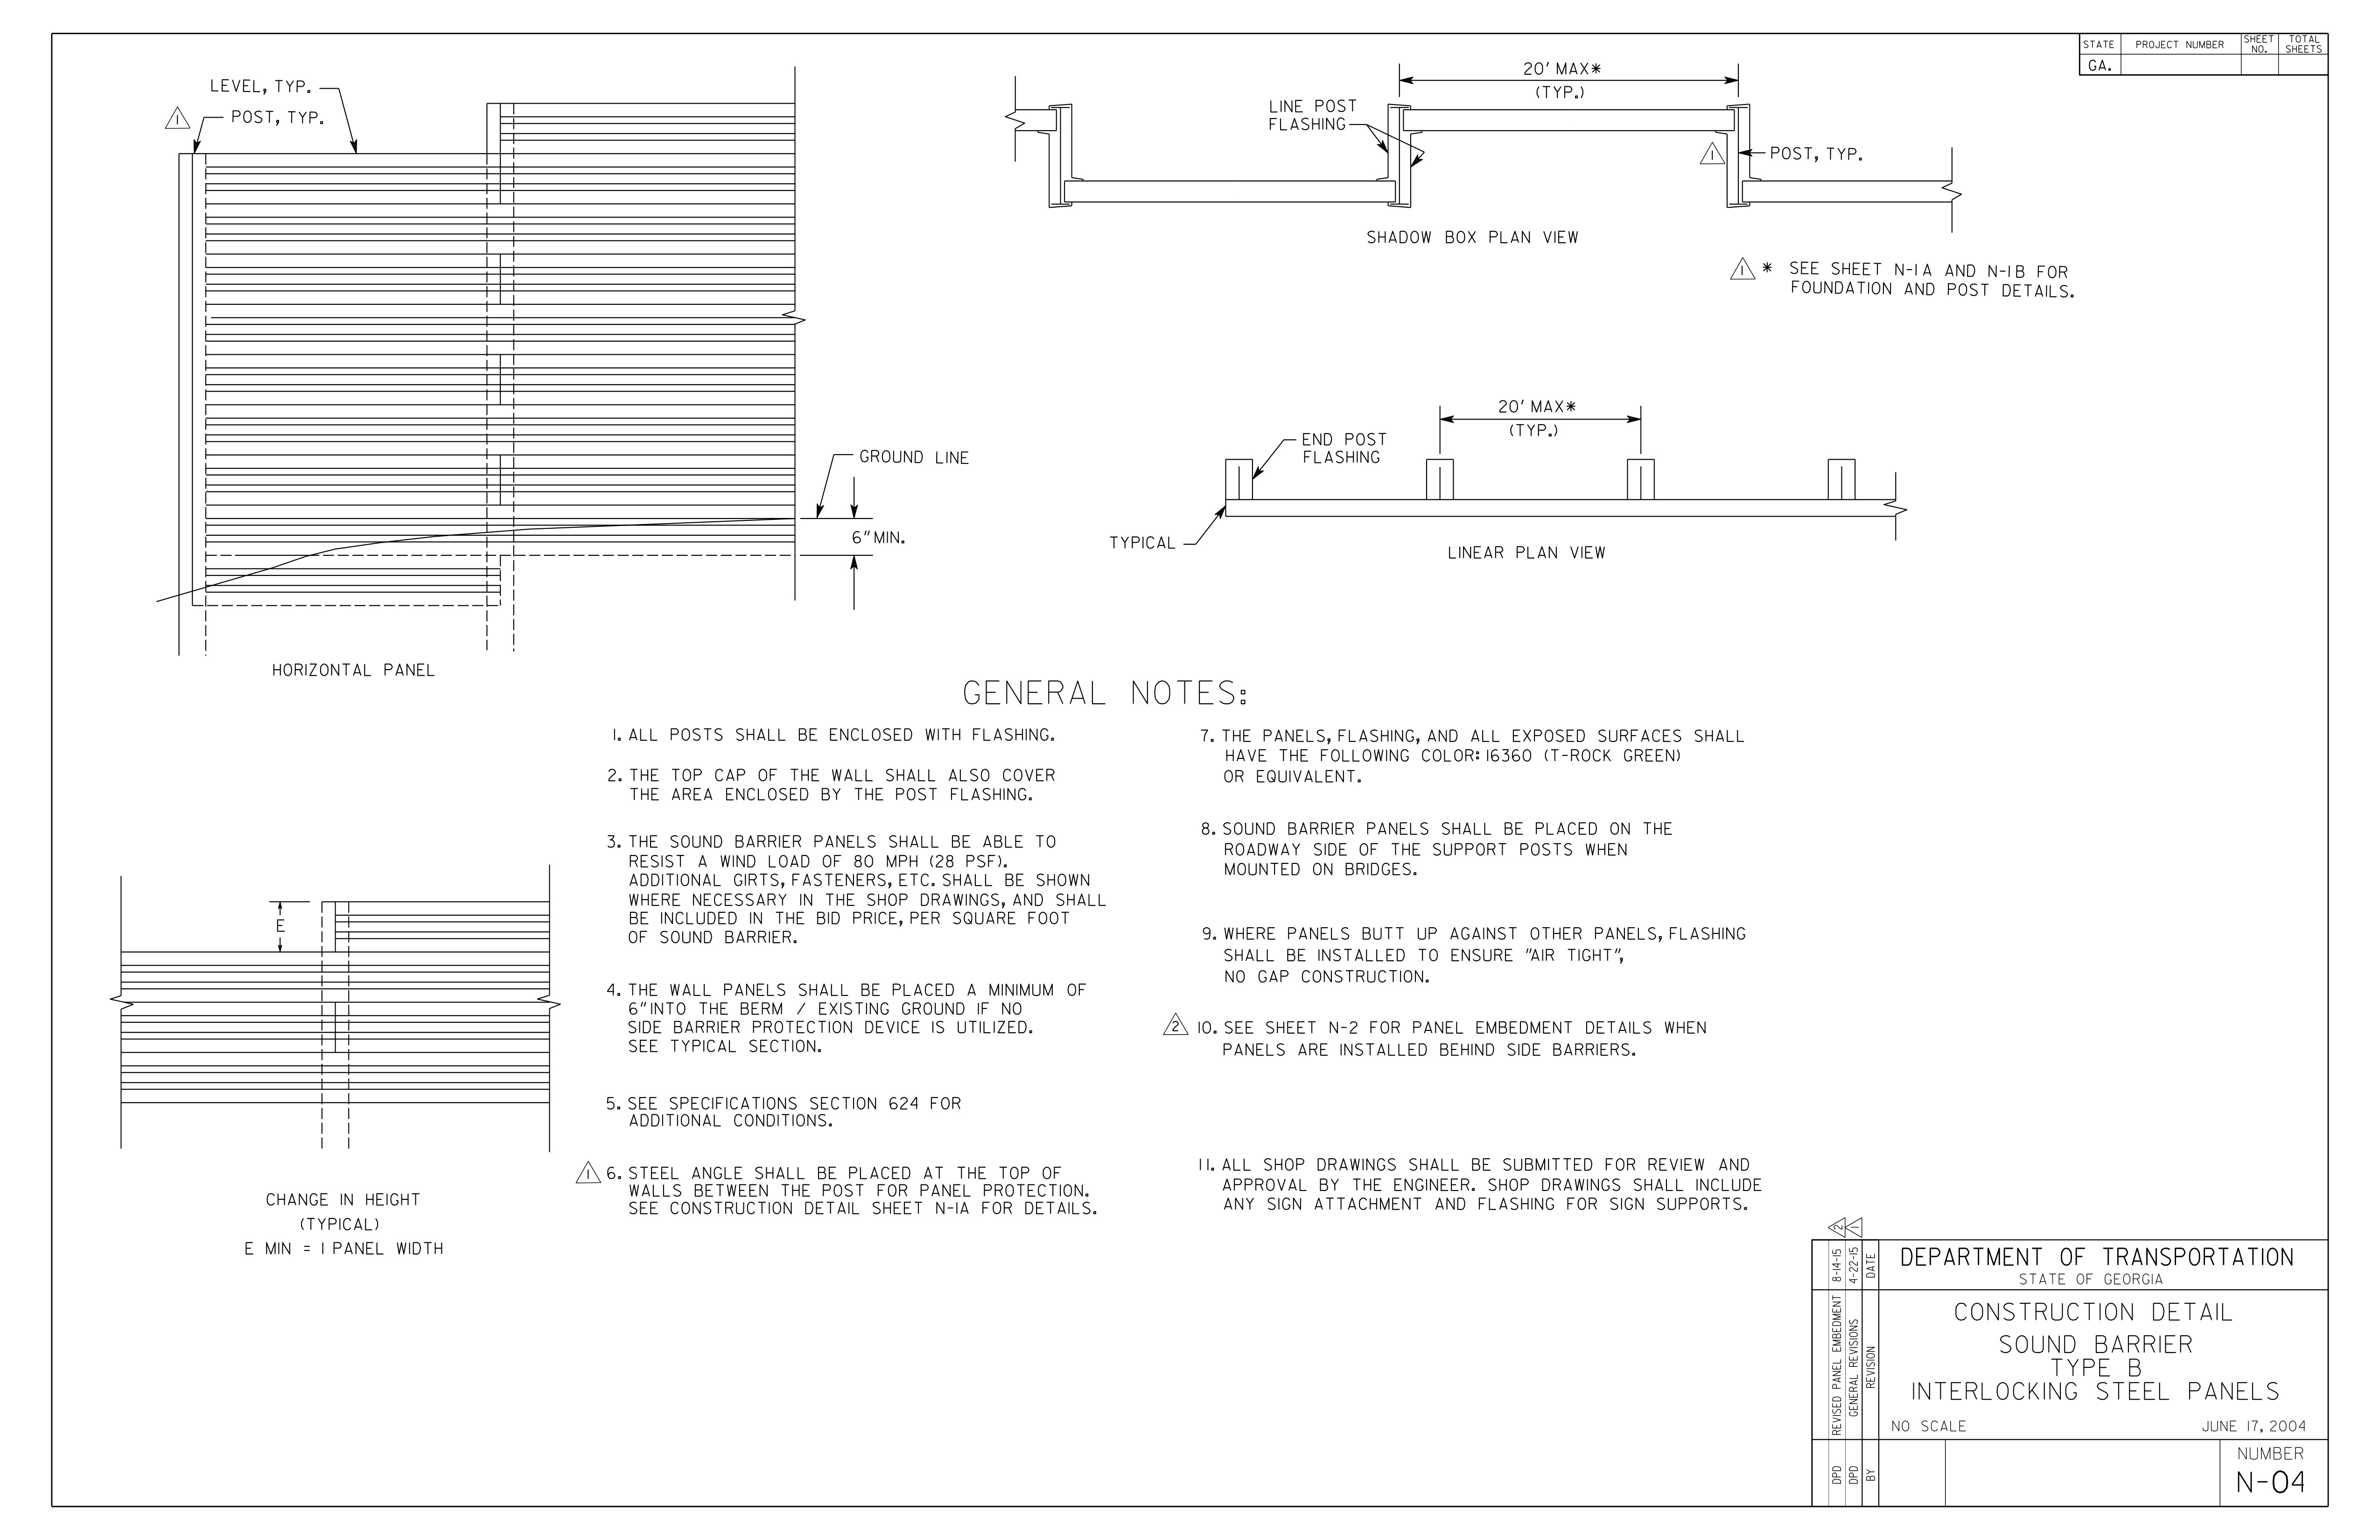 STATE
PROJECT NUMBER
SHEET
NO.
TOTAL
SHEETS
GA.
LEVEL, TYP.
1
POST, TYP.
GROUND LINE
6" MIN.
HORIZONTAL PANEL
20' MAX*
(TYP.)
LINE POST
FLASHING
1
POST, TYP.
SHADOW BOX PLAN VIEW
1 * SEE SHEET N-1A AND N-1B FOR
FOUNDATION AND POST DETAILS.
20' MAX*
(TYP.)
END POST
FLASHING
TYPICAL
LINEAR PLAN VIEW
GENERAL NOTES:
1. ALL POSTS SHALL BE ENCLOSED WITH FLASHING.
2. THE TOP CAP OF THE WALL SHALL ALSO COVER
THE AREA ENCLOSED BY THE POST FLASHING.
3. THE SOUND BARRIER PANELS SHALL BE ABLE TO
RESIST A WIND LOAD OF 80 MPH (28 PSF).
ADDITIONAL GIRTS, FASTENERS, ETC. SHALL BE SHOWN
WHERE NECESSARY IN THE SHOP DRAWINGS, AND SHALL
BE INCLUDED IN THE BID PRICE, PER SQUARE FOOT
OF SOUND BARRIER.
4. THE WALL PANELS SHALL BE PLACED A MINIMUM OF
6" INTO THE BERM / EXISTING GROUND IF NO
SIDE BARRIER PROTECTION DEVICE IS UTILIZED.
SEE TYPICAL SECTION.
5. SEE SPECIFICATIONS SECTION 624 FOR
ADDITIONAL CONDITIONS.
1 6. STEEL ANGLE SHALL BE PLACED AT THE TOP OF
WALLS BETWEEN THE POST FOR PANEL PROTECTION.
SEE CONSTRUCTION DETAIL SHEET N-1A FOR DETAILS.
7. THE PANELS, FLASHING, AND ALL EXPOSED SURFACES SHALL
HAVE THE FOLLOWING COLOR: 16360 (T-ROCK GREEN)
OR EQUIVALENT.
8. SOUND BARRIER PANELS SHALL BE PLACED ON THE
ROADWAY SIDE OF THE SUPPORT POSTS WHEN
MOUNTED ON BRIDGES.
9. WHERE PANELS BUTT UP AGAINST OTHER PANELS, FLASHING
SHALL BE INSTALLED TO ENSURE "AIR TIGHT",
NO GAP CONSTRUCTION.
2 10. SEE SHEET N-2 FOR PANEL EMBEDMENT DETAILS WHEN
PANELS ARE INSTALLED BEHIND SIDE BARRIERS.
11. ALL SHOP DRAWINGS SHALL BE SUBMITTED FOR REVIEW AND
APPROVAL BY THE ENGINEER. SHOP DRAWINGS SHALL INCLUDE
ANY SIGN ATTACHMENT AND FLASHING FOR SIGN SUPPORTS.
E
CHANGE IN HEIGHT
(TYPICAL)
E MIN = 1 PANEL WIDTH
2
8-14-15
REVISED PANEL EMBEDMENT
DPD
1
4-22-15
GENERAL REVISIONS
DPD
DATE
REVISION
BY
DEPARTMENT OF TRANSPORTATION
STATE OF GEORGIA
CONSTRUCTION DETAIL
SOUND BARRIER
TYPE B
INTERLOCKING STEEL PANELS
NO SCALE
JUNE 17, 2004
NUMBER
N-04